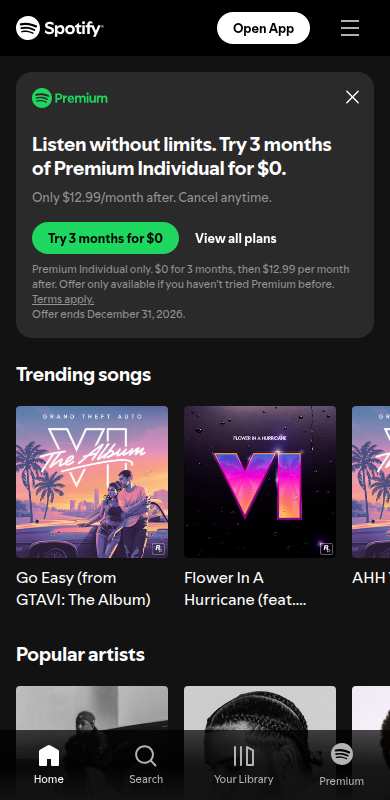 Spotify
Open App
Premium
Listen without limits. Try 3 months
of Premium Individual for $0.
Only $12.99/month after. Cancel anytime.
Try 3 months for $0
View all plans
Premium Individual only. $0 for 3 months, then $12.99 per month
after. Offer only available if you haven't tried Premium before.
Terms apply.
Offer ends December 31, 2026.
Trending songs
GRAND THEFT AUTO
VI
The Album
R
FLOWER IN A HURRICANE
VI
R
Go Easy (from
GTAVI: The Album)
Flower In A
Hurricane (feat....
AHH
Popular artists
Home
Search
Your Library
Premium